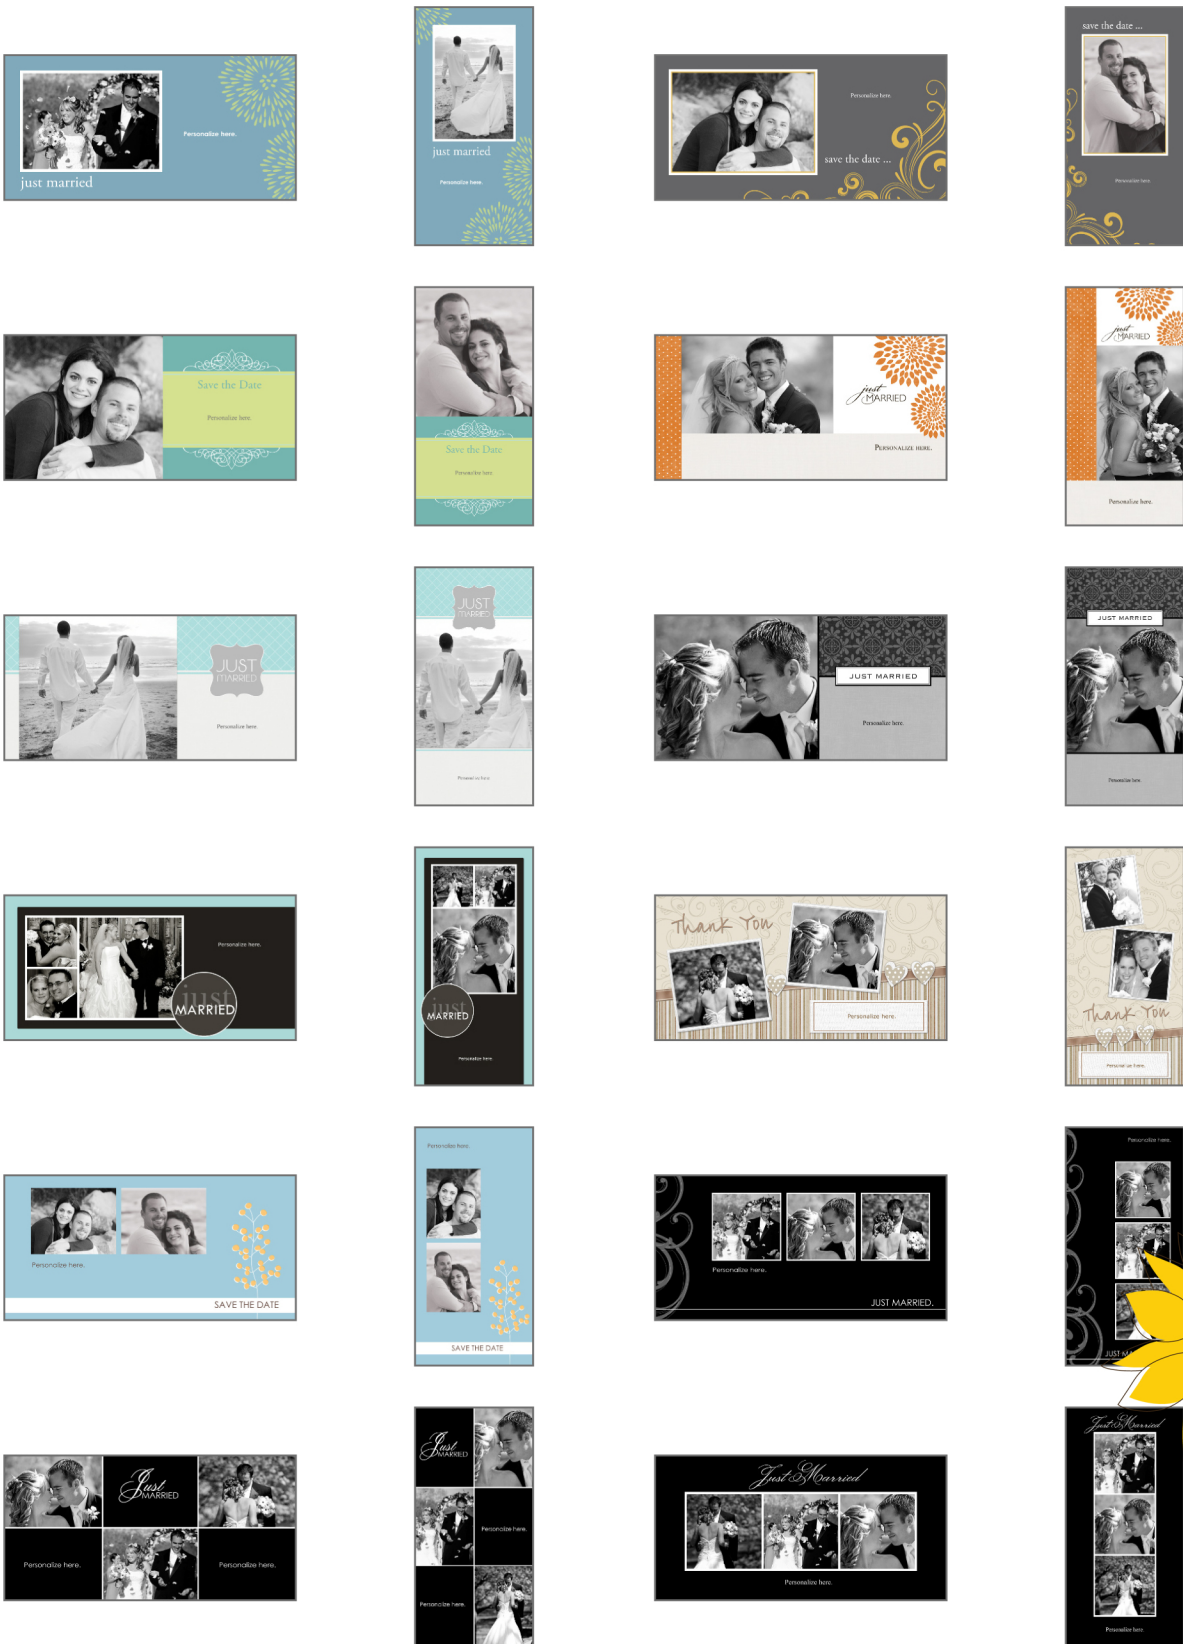 Personalize here.
just married
just married
Personalize here.
Personalize here
save the date ...
save the date ...
Personalize here
Save the Date
Personalize here
Save the Date
Personalize here
just
MARRIED
PERSONALIZE HERE.
just
MARRIED
Personalize here.
JUST
MARRIED
Personalize here.
JUST
MARRIED
Personalize here
JUST MARRIED
Personalize here.
JUST MARRIED
Personalize here.
Personalize here.
just
MARRIED
just
MARRIED
Personalize here.
Thank You
Personalize here.
Thank You
Personalize here.
Personalize here.
SAVE THE DATE
Personalize here.
SAVE THE DATE
Personalize here.
JUST MARRIED.
Personalize here.
JUST MA
Just
MARRIED
Personalize here.
Personalize here.
Just
MARRIED
Personalize here.
Personalize here.
Just Married
Personalize here.
Just Married
Personalize here.